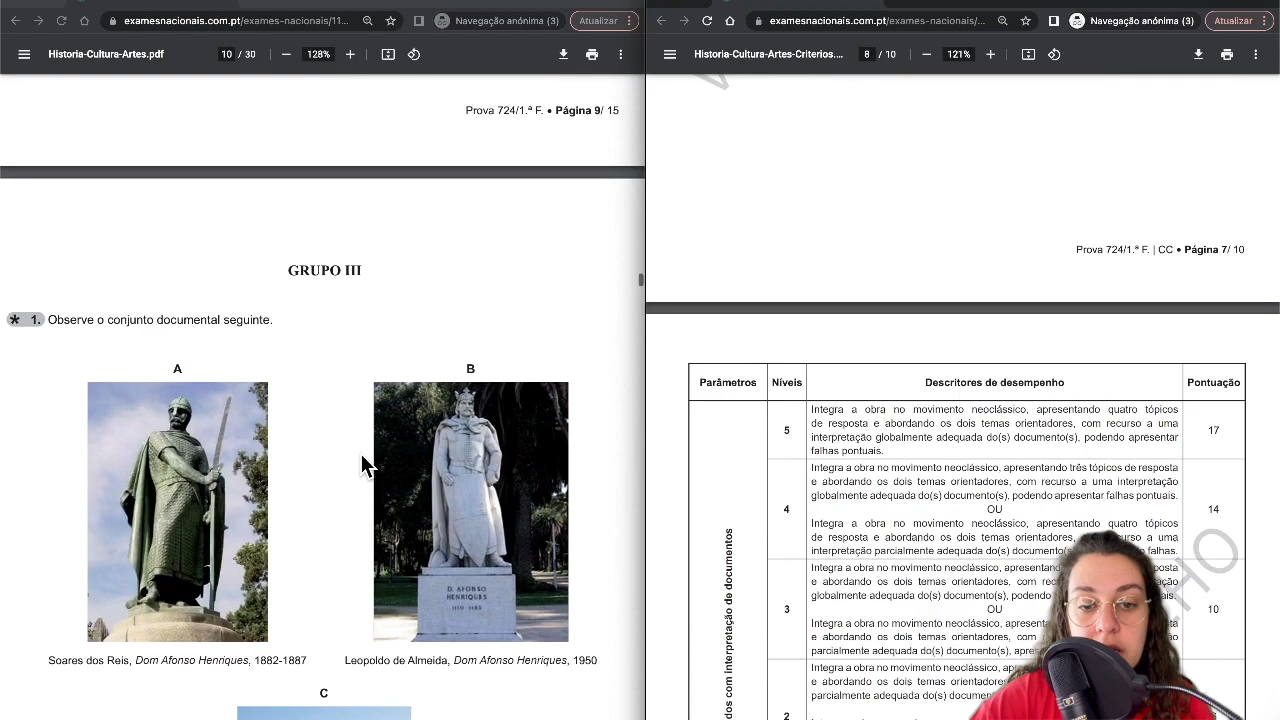 examesnacionais.com.pt/exames-nacionais/11...
Navegação anónima (3)
Atualizar
Historia-Cultura-Artes.pdf
10 / 30
128%
Prova 724/1.ª F. • Página 9/ 15
GRUPO III
* 1. Observe o conjunto documental seguinte.
A
B
D. AFONSO
HENRIQUES
Soares dos Reis, Dom Afonso Henriques, 1882-1887
Leopoldo de Almeida, Dom Afonso Henriques, 1950
C
examesnacionais.com.pt/exames-nacionais/...
Navegação anónima (3)
Atualizar
Historia-Cultura-Artes-Criterios....
8 / 10
121%
Prova 724/1.ª F. | CC • Página 7/ 10
Parâmetros
Níveis
Descritores de desempenho
Pontuação
dos com interpretação de documentos
5
Integra a obra no movimento neoclássico, apresentando quatro tópicos
de resposta e abordando os dois temas orientadores, com recurso a uma
interpretação globalmente adequada do(s) documento(s), podendo apresentar
falhas pontuais.
17
4
Integra a obra no movimento neoclássico, apresentando três tópicos de resposta
e abordando os dois temas orientadores, com recurso a uma interpretação
globalmente adequada do(s) documento(s), podendo apresentar falhas pontuais.
OU
Integra a obra no movimento neoclássico, apresentando quatro tópicos
de resposta e abordando os dois temas orientadores, uma
interpretação parcialmente adequada do(s) falhas.
14
3
Integra a obra no movimento neoclássico,
e abordando os dois temas orientadores, com
globalmente adequada do(s) documento(s), podendo
OU
Integra a obra no movimento neoclássico,
e abordando os dois temas orientadores, com
parcialmente adequada do(s) documento(s),
10
2
Integra a obra no movimento neoclássico,
e abordando os dois temas orientadores,
parcialmente adequada